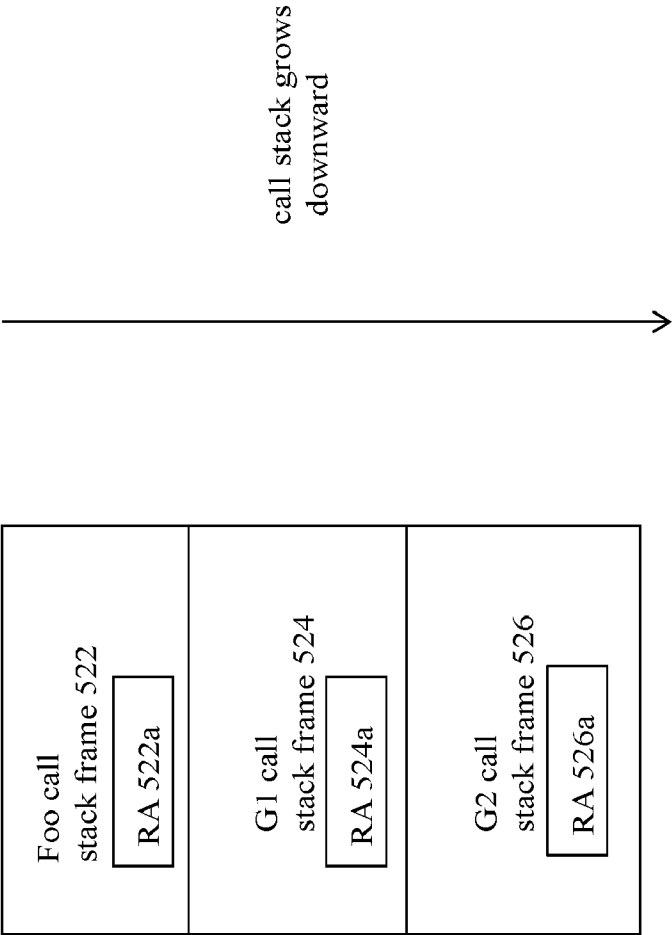 call stack grows
downward
Foo call
stack frame 522
RA 522a
G1 call
stack frame 524
RA 524a
G2 call
stack frame 526
RA 526a